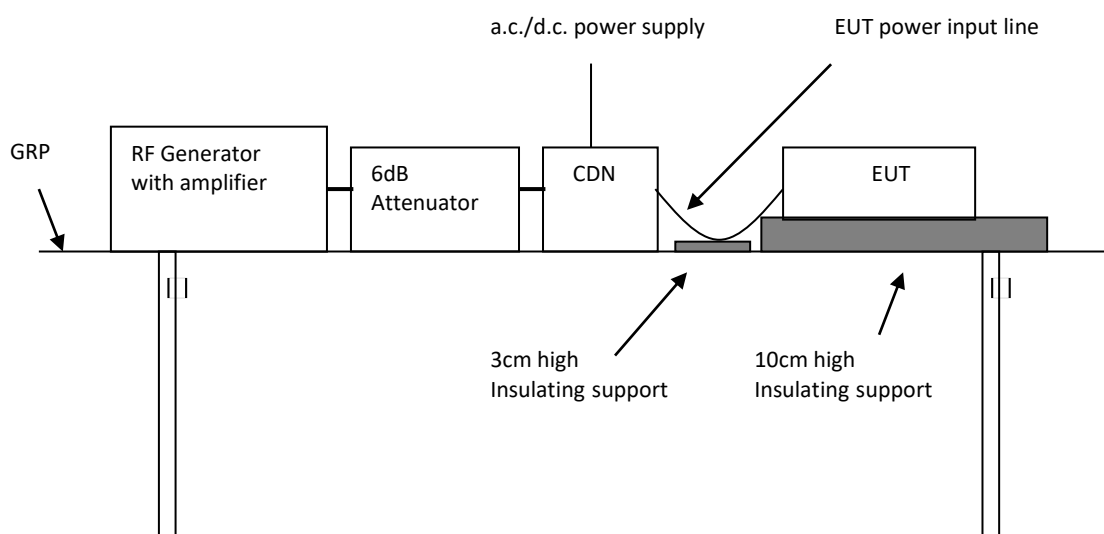 a.c./d.c. power supply
EUT power input line
GRP
RF Generator
with amplifier
6dB
Attenuator
CDN
EUT
3cm high
Insulating support
10cm high
Insulating support